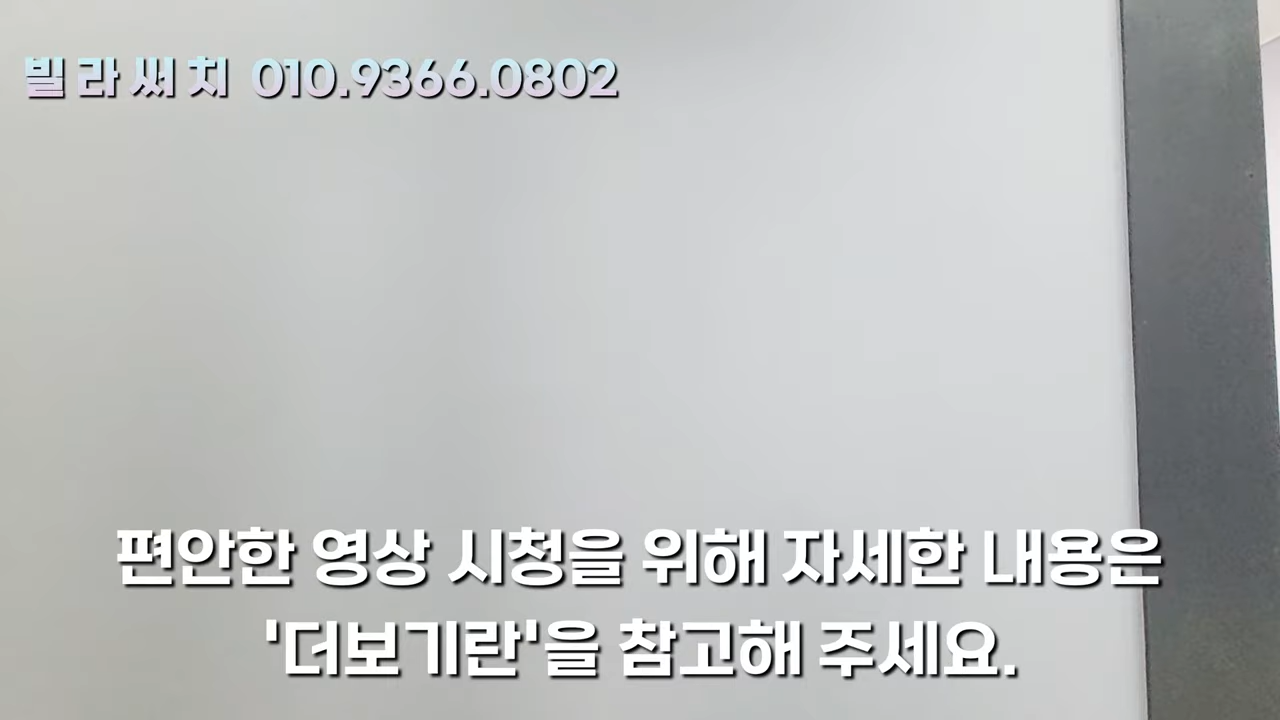 빌라써치 010.9366.0802
편안한 영상 시청을 위해 자세한 내용은
'더보기란'을 참고해 주세요.